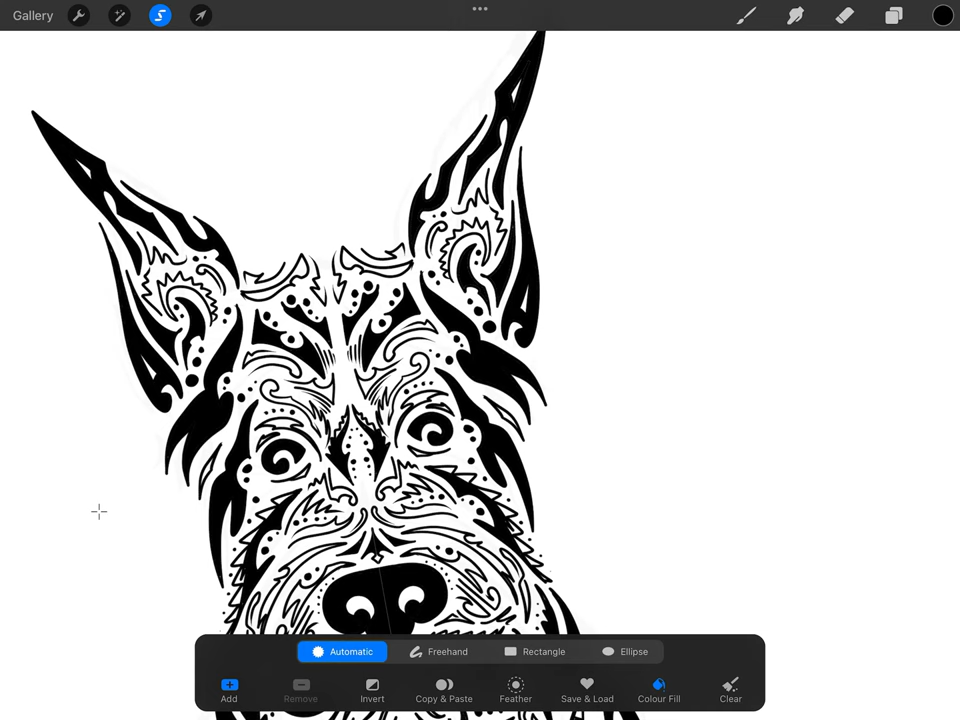 Gallery
Automatic Freehand Rectangle Ellipse
Add Remove Invert Copy & Paste Feather Save & Load Colour Fill Clear